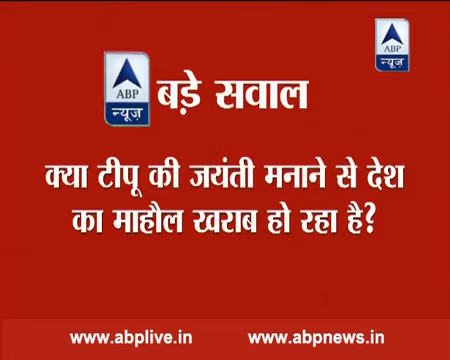 ABP
न्यूज़
ABP
न्यूज़
बड़े सवाल
क्या टीपू की जयंती मनाने से देश
का माहौल खराब हो रहा है?
www.abplive.in
www.abpnews.in